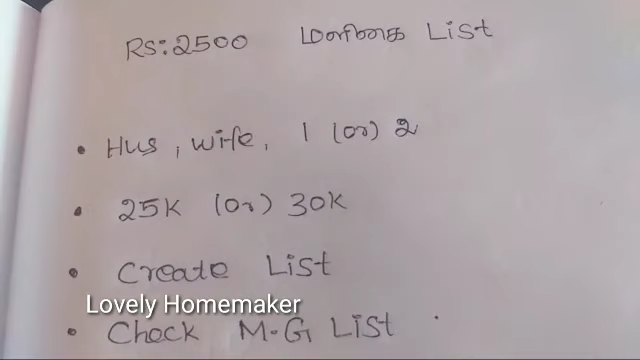 RS:2500 மளிகை List
• Hus, wife, 1 (or) 2
• 25K (or) 30K
• Create List
Lovely Homemaker
• Check M.G List